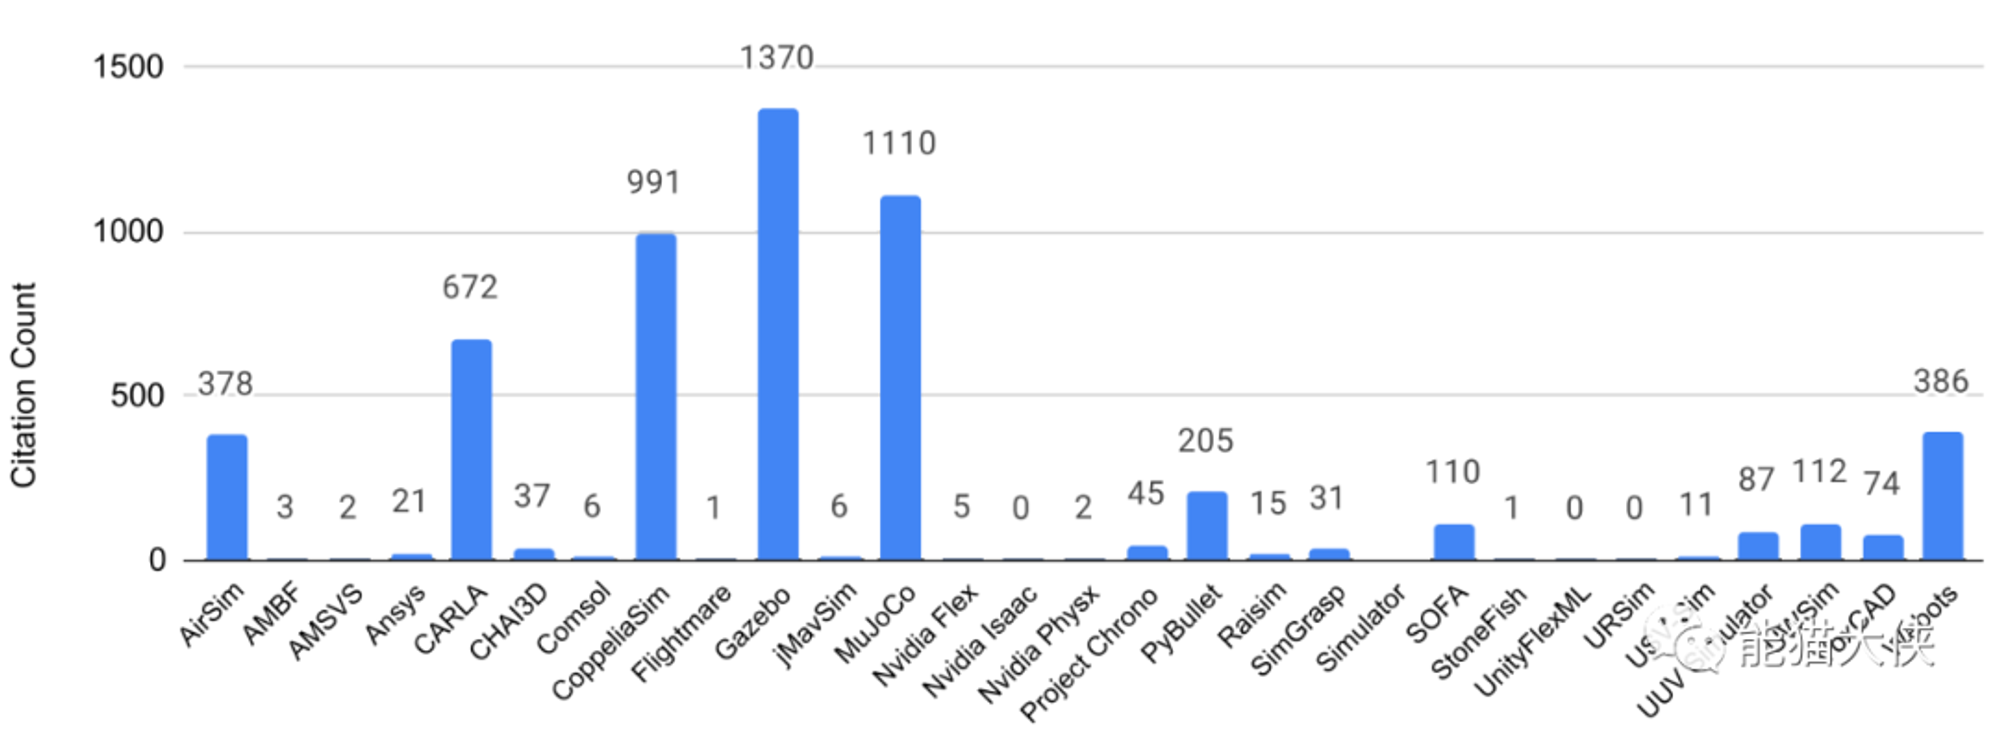 Citation Count
1500
1000
500
0
378
3
2
21
672
37
6
991
1
1370
6
1110
5
0
2
45
205
15
31
110
1
0
0
11
87
112
74
386
AirSim
AMBF
AMSVS
Ansys
CARLA
CHAI3D
Comsol
CoppeliaSim
Flightmare
Gazebo
jMavSim
MuJoCo
Nvidia Flex
Nvidia Isaac
Nvidia Physx
Project Chrono
PyBullet
Raisim
SimGrasp
Simulator
SOFA
StoneFish
UnityFlexML
URSim
UUV
熊猫大侠